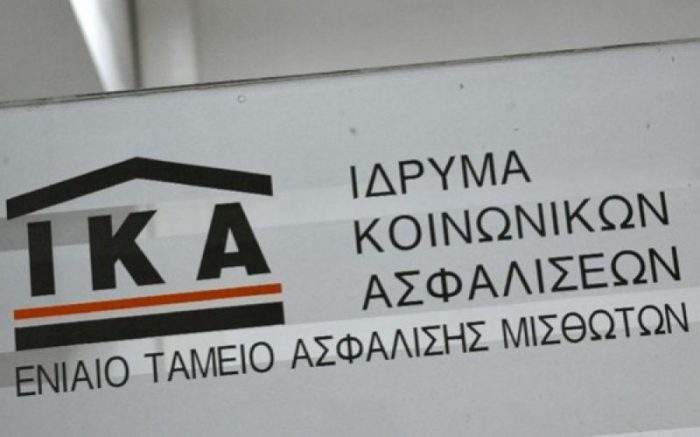 ΙΚΑ
ΙΔΡΥΜΑ
ΚΟΙΝΩΝΙΚΩΝ
ΑΣΦΑΛΙΣΕΩΝ
ΕΝΙΑΙΟ ΤΑΜΕΙΟ ΑΣΦΑΛΙΣΗΣ ΜΙΣΘΩΤΩΝ